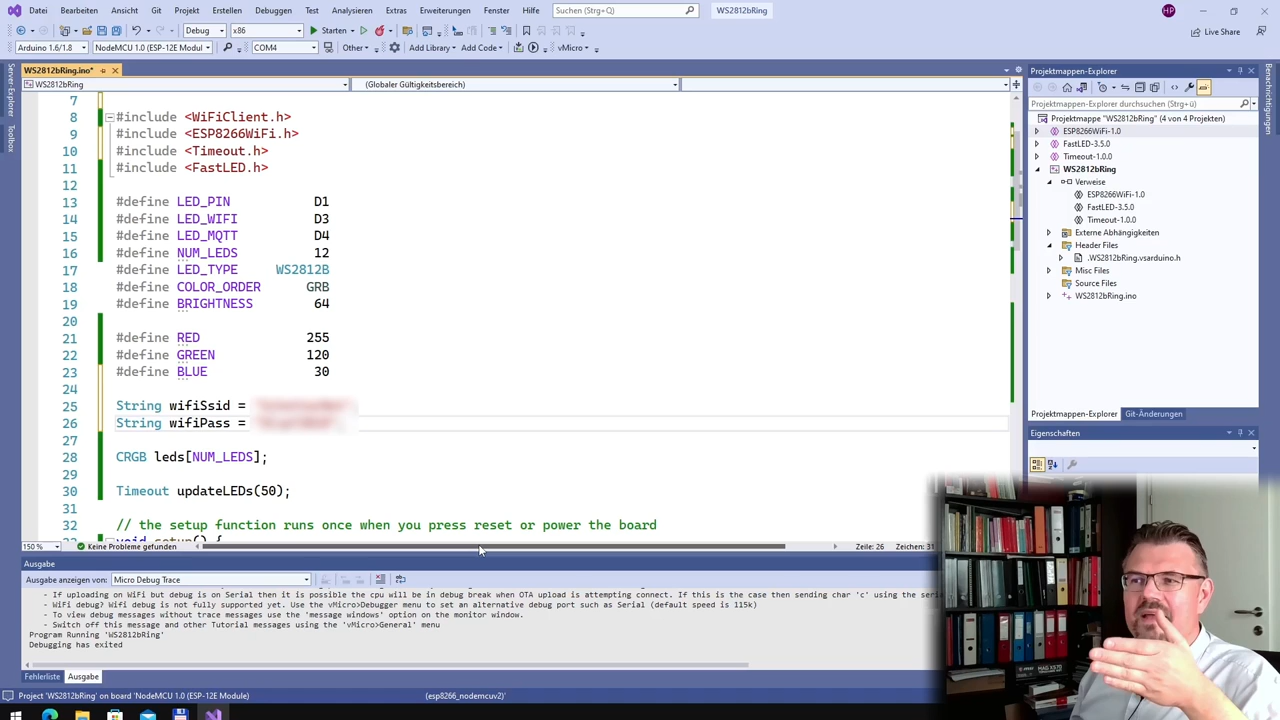 Datei Bearbeiten Ansicht Git Projekt Erstellen Debuggen Test Analysieren Extras Erweiterungen Fenster Hilfe Suchen (Strg+Q) WS2812bRing HP
Debug x86 Starten Live Share
Arduino 1.6/1.8 NodeMCU 1.0 (ESP-12E Modul COM4 Other Add Library Add Code vMicro
Server-Explorer
Toolbox
Benachrichtigungen
WS2812bRing.ino*
WS2812bRing (Globaler Gültigkeitsbereich)
7
8 #include <WiFiClient.h>
9 #include <ESP8266WiFi.h>
10 #include <Timeout.h>
11 #include <FastLED.h>
12
13 #define LED_PIN D1
14 #define LED_WIFI D3
15 #define LED_MQTT D4
16 #define NUM_LEDS 12
17 #define LED_TYPE WS2812B
18 #define COLOR_ORDER GRB
19 #define BRIGHTNESS 64
20
21 #define RED 255
22 #define GREEN 120
23 #define BLUE 30
24
25 String wifiSsid =
26 String wifiPass =
27
28 CRGB leds[NUM_LEDS];
29
30 Timeout updateLEDs(50);
31
32 // the setup function runs once when you press reset or power the board
void setup() {
150 % Keine Probleme gefunden Zeile: 26 Zeichen: 31
Projektmappen-Explorer
Projektmappen-Explorer durchsuchen (Strg+ü)
Projektmappe "WS2812bRing" (4 von 4 Projekten)
ESP8266WiFi-1.0
FastLED-3.5.0
Timeout-1.0.0
WS2812bRing
Verweise
ESP8266WiFi-1.0
FastLED-3.5.0
Timeout-1.0.0
Externe Abhängigkeiten
Header Files
.WS2812bRing.vsarduino.h
Misc Files
Source Files
WS2812bRing.ino
Projektmappen-Explorer Git-Änderungen
Eigenschaften
Ausgabe
Ausgabe anzeigen von: Micro Debug Trace
- If uploading on WiFi but debug is on Serial then it is possible the cpu will be in debug break when OTA upload is attempting connect. If this is the case then sending char 'c' using the seria
- WiFi debug? Wifi debug is not fully supported yet. Use the vMicro>Debugger menu to set an alternative debug port such as Serial (default speed is 115k)
- To view debug messages without trace messages use the 'message windows' option on the monitor window.
- Switch off this message and other Tutorial messages using the 'vMicro>General' menu
Program Running 'WS2812bRing'
Debugging has exited
Fehlerliste Ausgabe
Project "WS2812bRing" on board 'NodeMCU 1.0 (ESP-12E Module) (esp8266_nodemcuv2)'